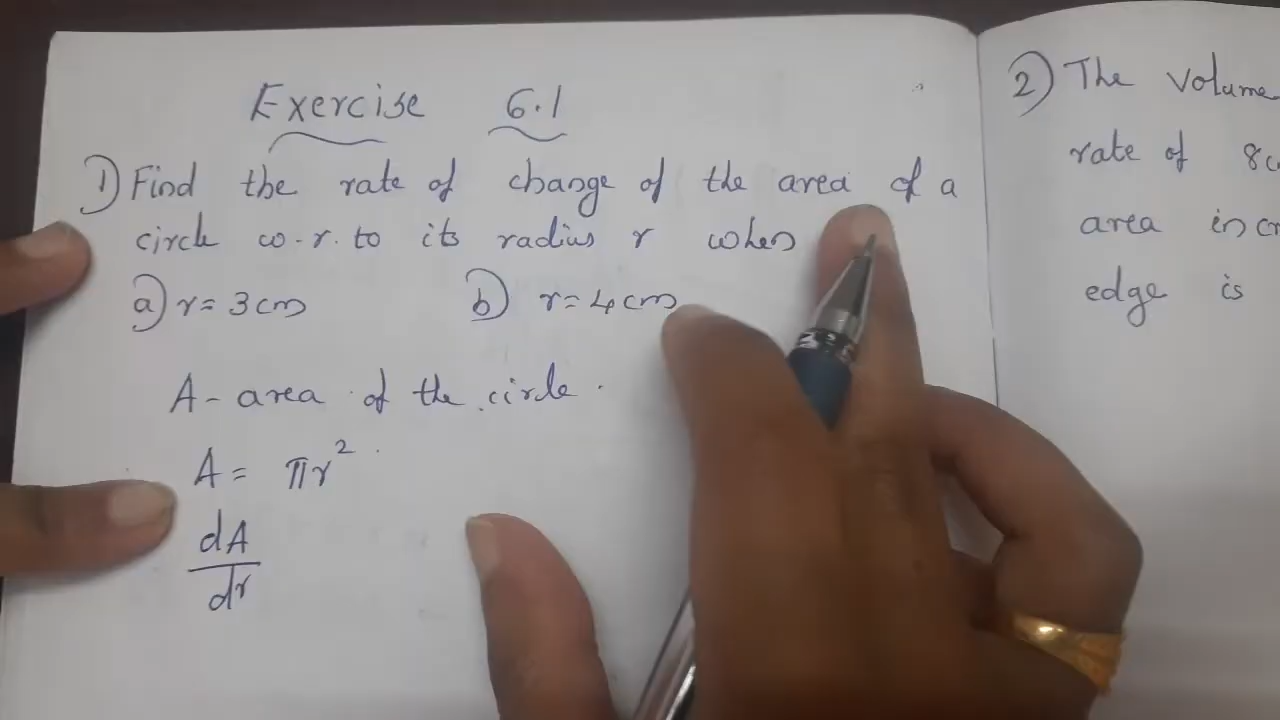 Exercise 6.1
1) Find the rate of change of the area of a
circle w.r.to its radius r when
a) r = 3cm b) r = 4cm
A - area of the circle.
A = πr²
dA
dr
2) The volume
rate of 8
area in
edge is